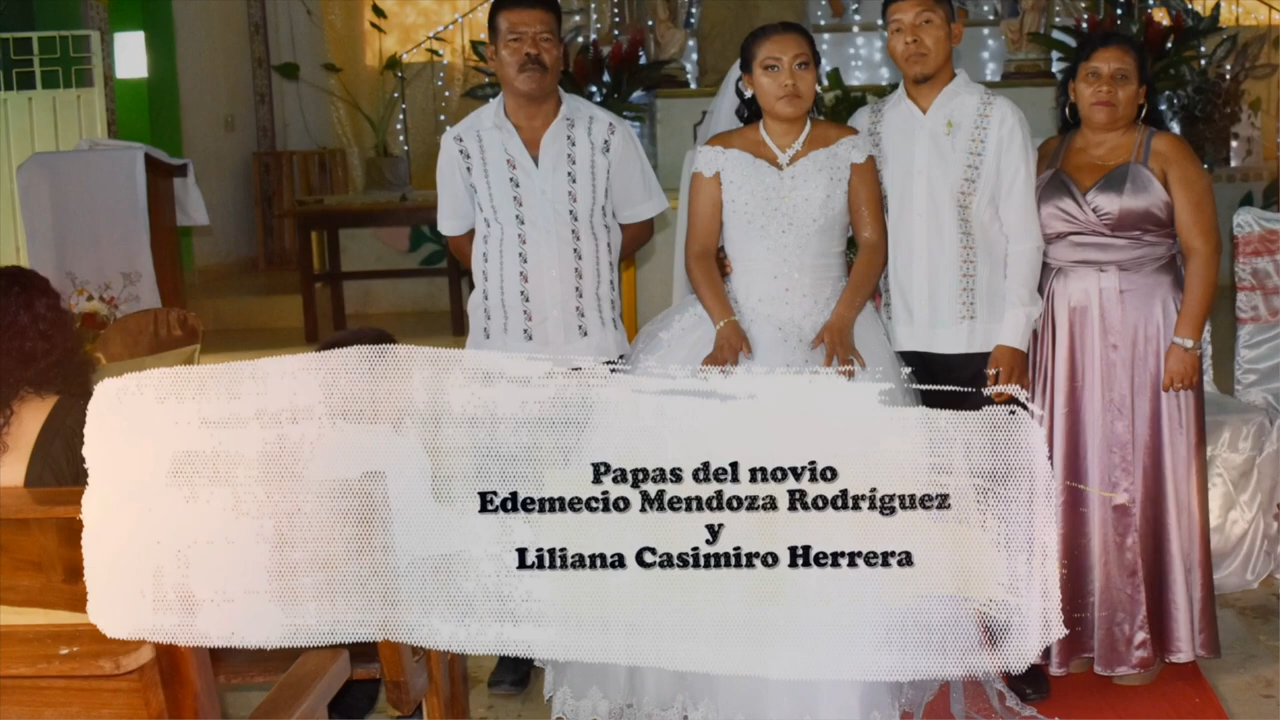 Papas del novio
Edemecio Mendoza Rodríguez
y
Liliana Casimiro Herrera